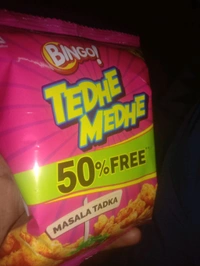 BINGO!
TEDHE
MEDHE
50% FREE
MASALA TADKA